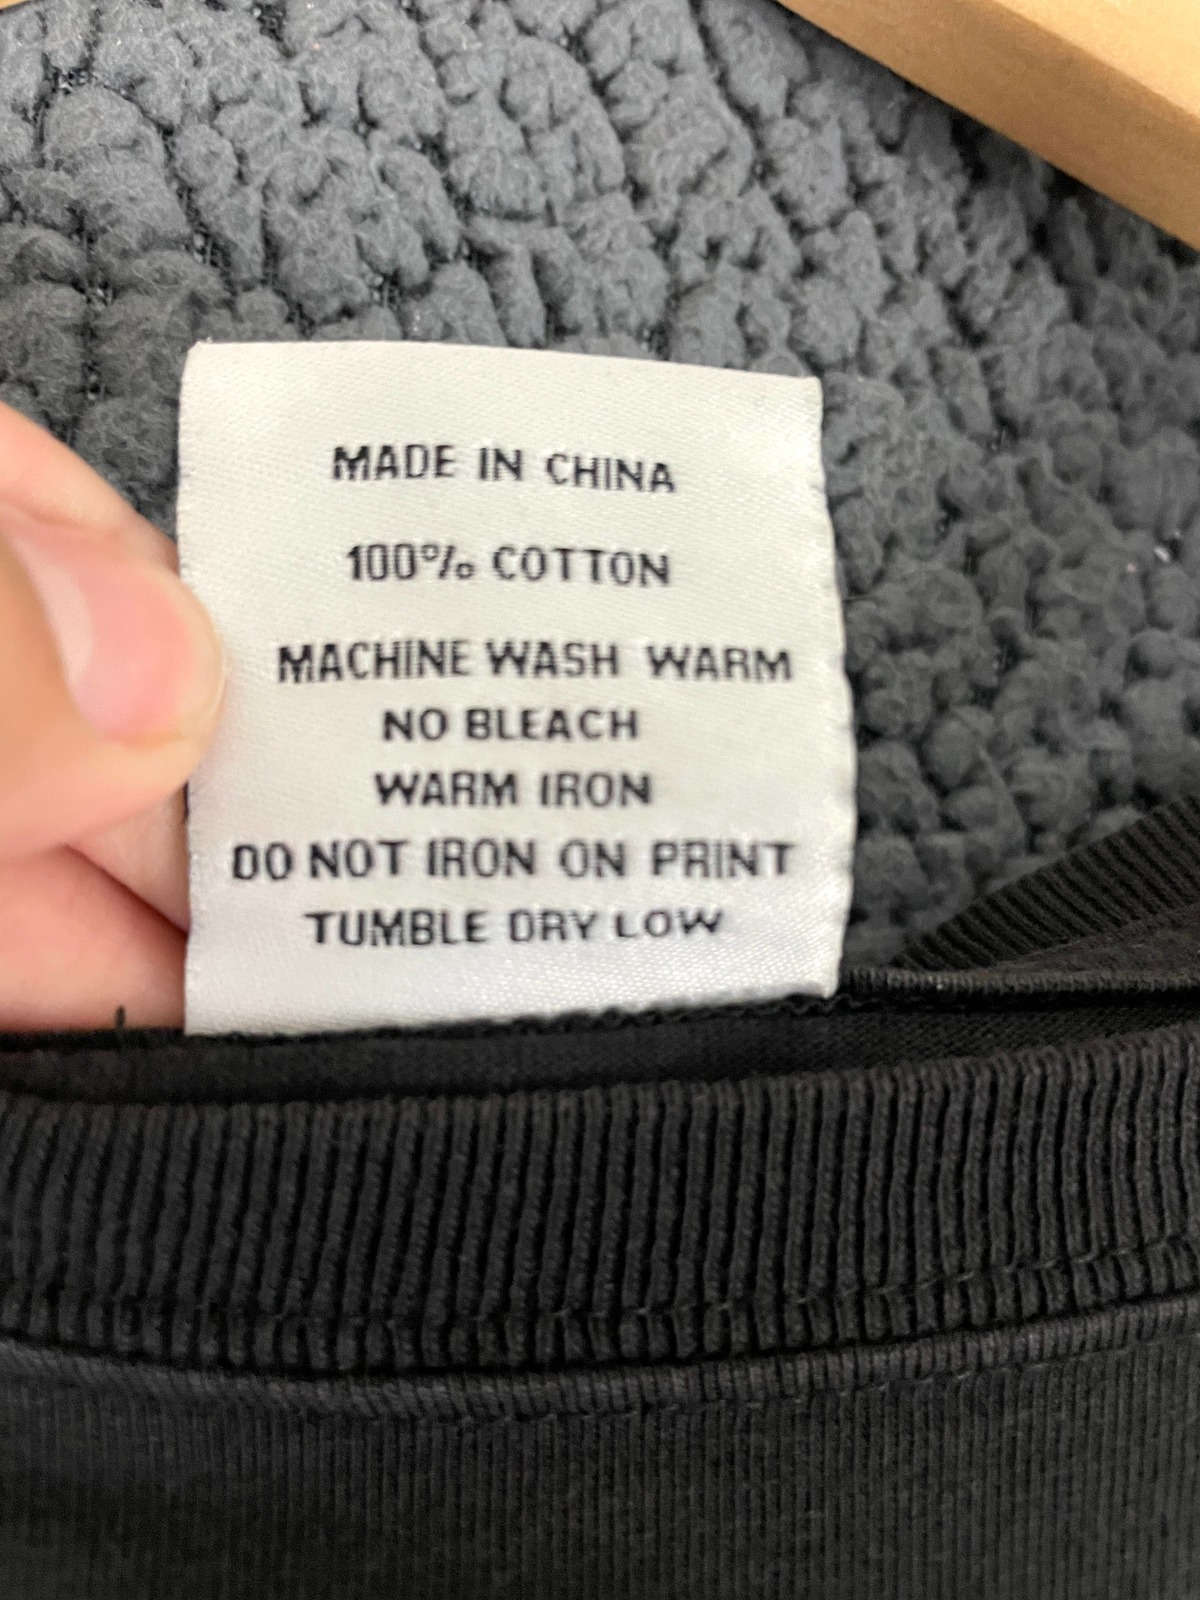 MADE IN CHINA
100% COTTON
MACHINE WASH WARM
NO BLEACH
WARM IRON
DO NOT IRON ON PRINT
TUMBLE DRY LOW